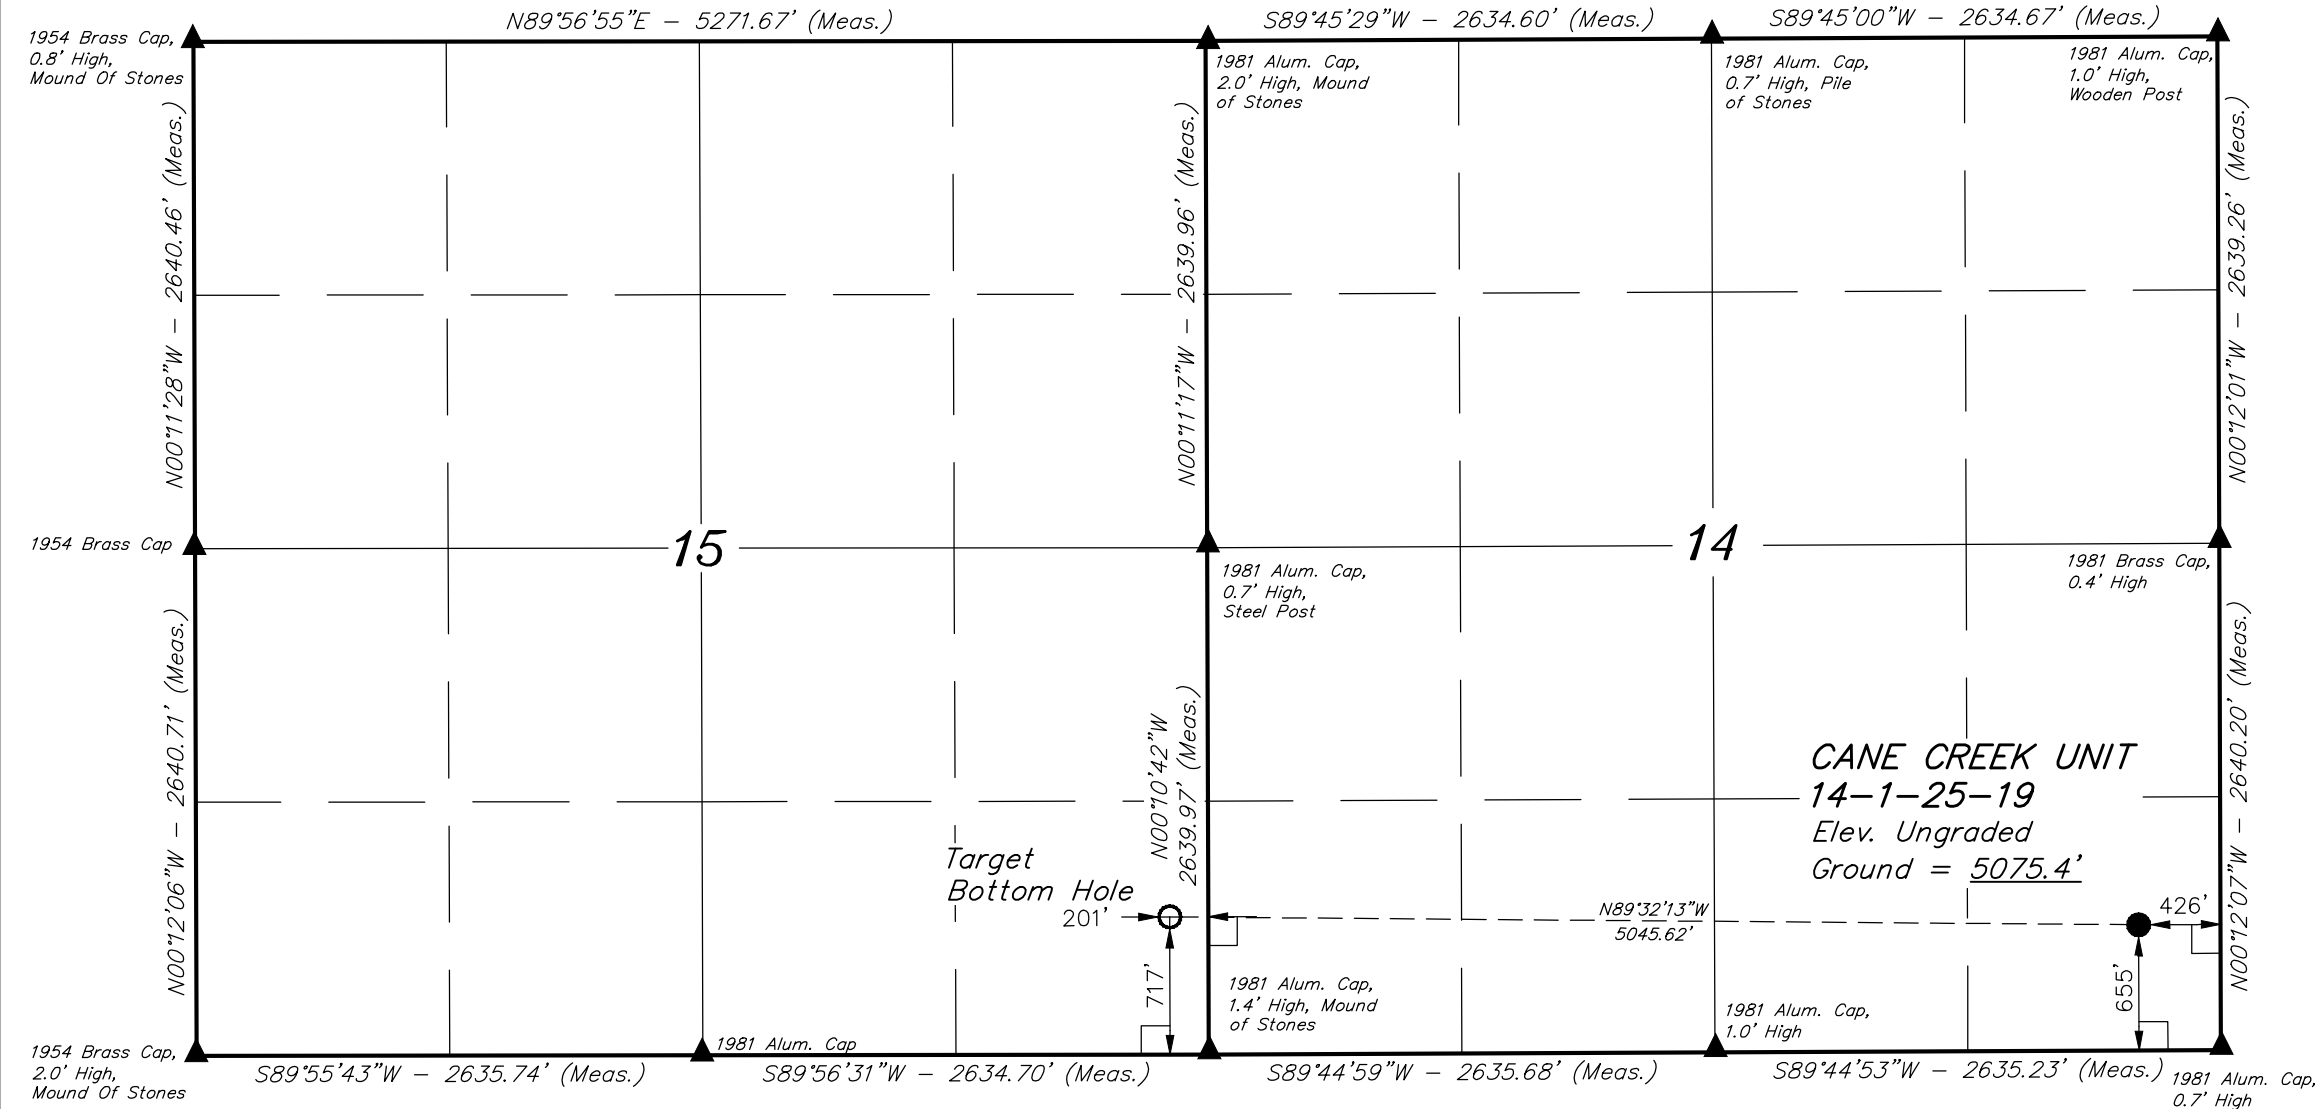 N89°56'55"E - 5271.67' (Meas.)
S89°45'29"W - 2634.60' (Meas.)
S89°45'00"W - 2634.67' (Meas.)
1954 Brass Cap,
0.8' High,
Mound Of Stones
1981 Alum. Cap,
2.0' High, Mound
of Stones
1981 Alum. Cap,
0.7' High, Pile
of Stones
1981 Alum. Cap,
1.0' High,
Wooden Post
N00°11'28"W - 2640.46' (Meas.)
N00°11'17"W - 2639.96' (Meas.)
N00°12'01"W - 2639.26' (Meas.)
1954 Brass Cap
15
14
1981 Alum. Cap,
0.7' High,
Steel Post
1981 Brass Cap,
0.4' High
N00°12'06"W - 2640.71' (Meas.)
N00°10'42"W
2639.97' (Meas.)
N00°12'07"W - 2640.20' (Meas.)
CANE CREEK UNIT
14-1-25-19
Elev. Ungraded
Ground = 5075.4'
Target
Bottom Hole
201'
N89°32'13"W
5045.62'
426'
717'
655'
1981 Alum. Cap,
1.4' High, Mound
of Stones
1981 Alum. Cap,
1.0' High
1954 Brass Cap,
2.0' High,
Mound Of Stones
1981 Alum. Cap
S89°55'43"W - 2635.74' (Meas.)
S89°56'31"W - 2634.70' (Meas.)
S89°44'59"W - 2635.68' (Meas.)
S89°44'53"W - 2635.23' (Meas.)
1981 Alum. Cap,
0.7' High